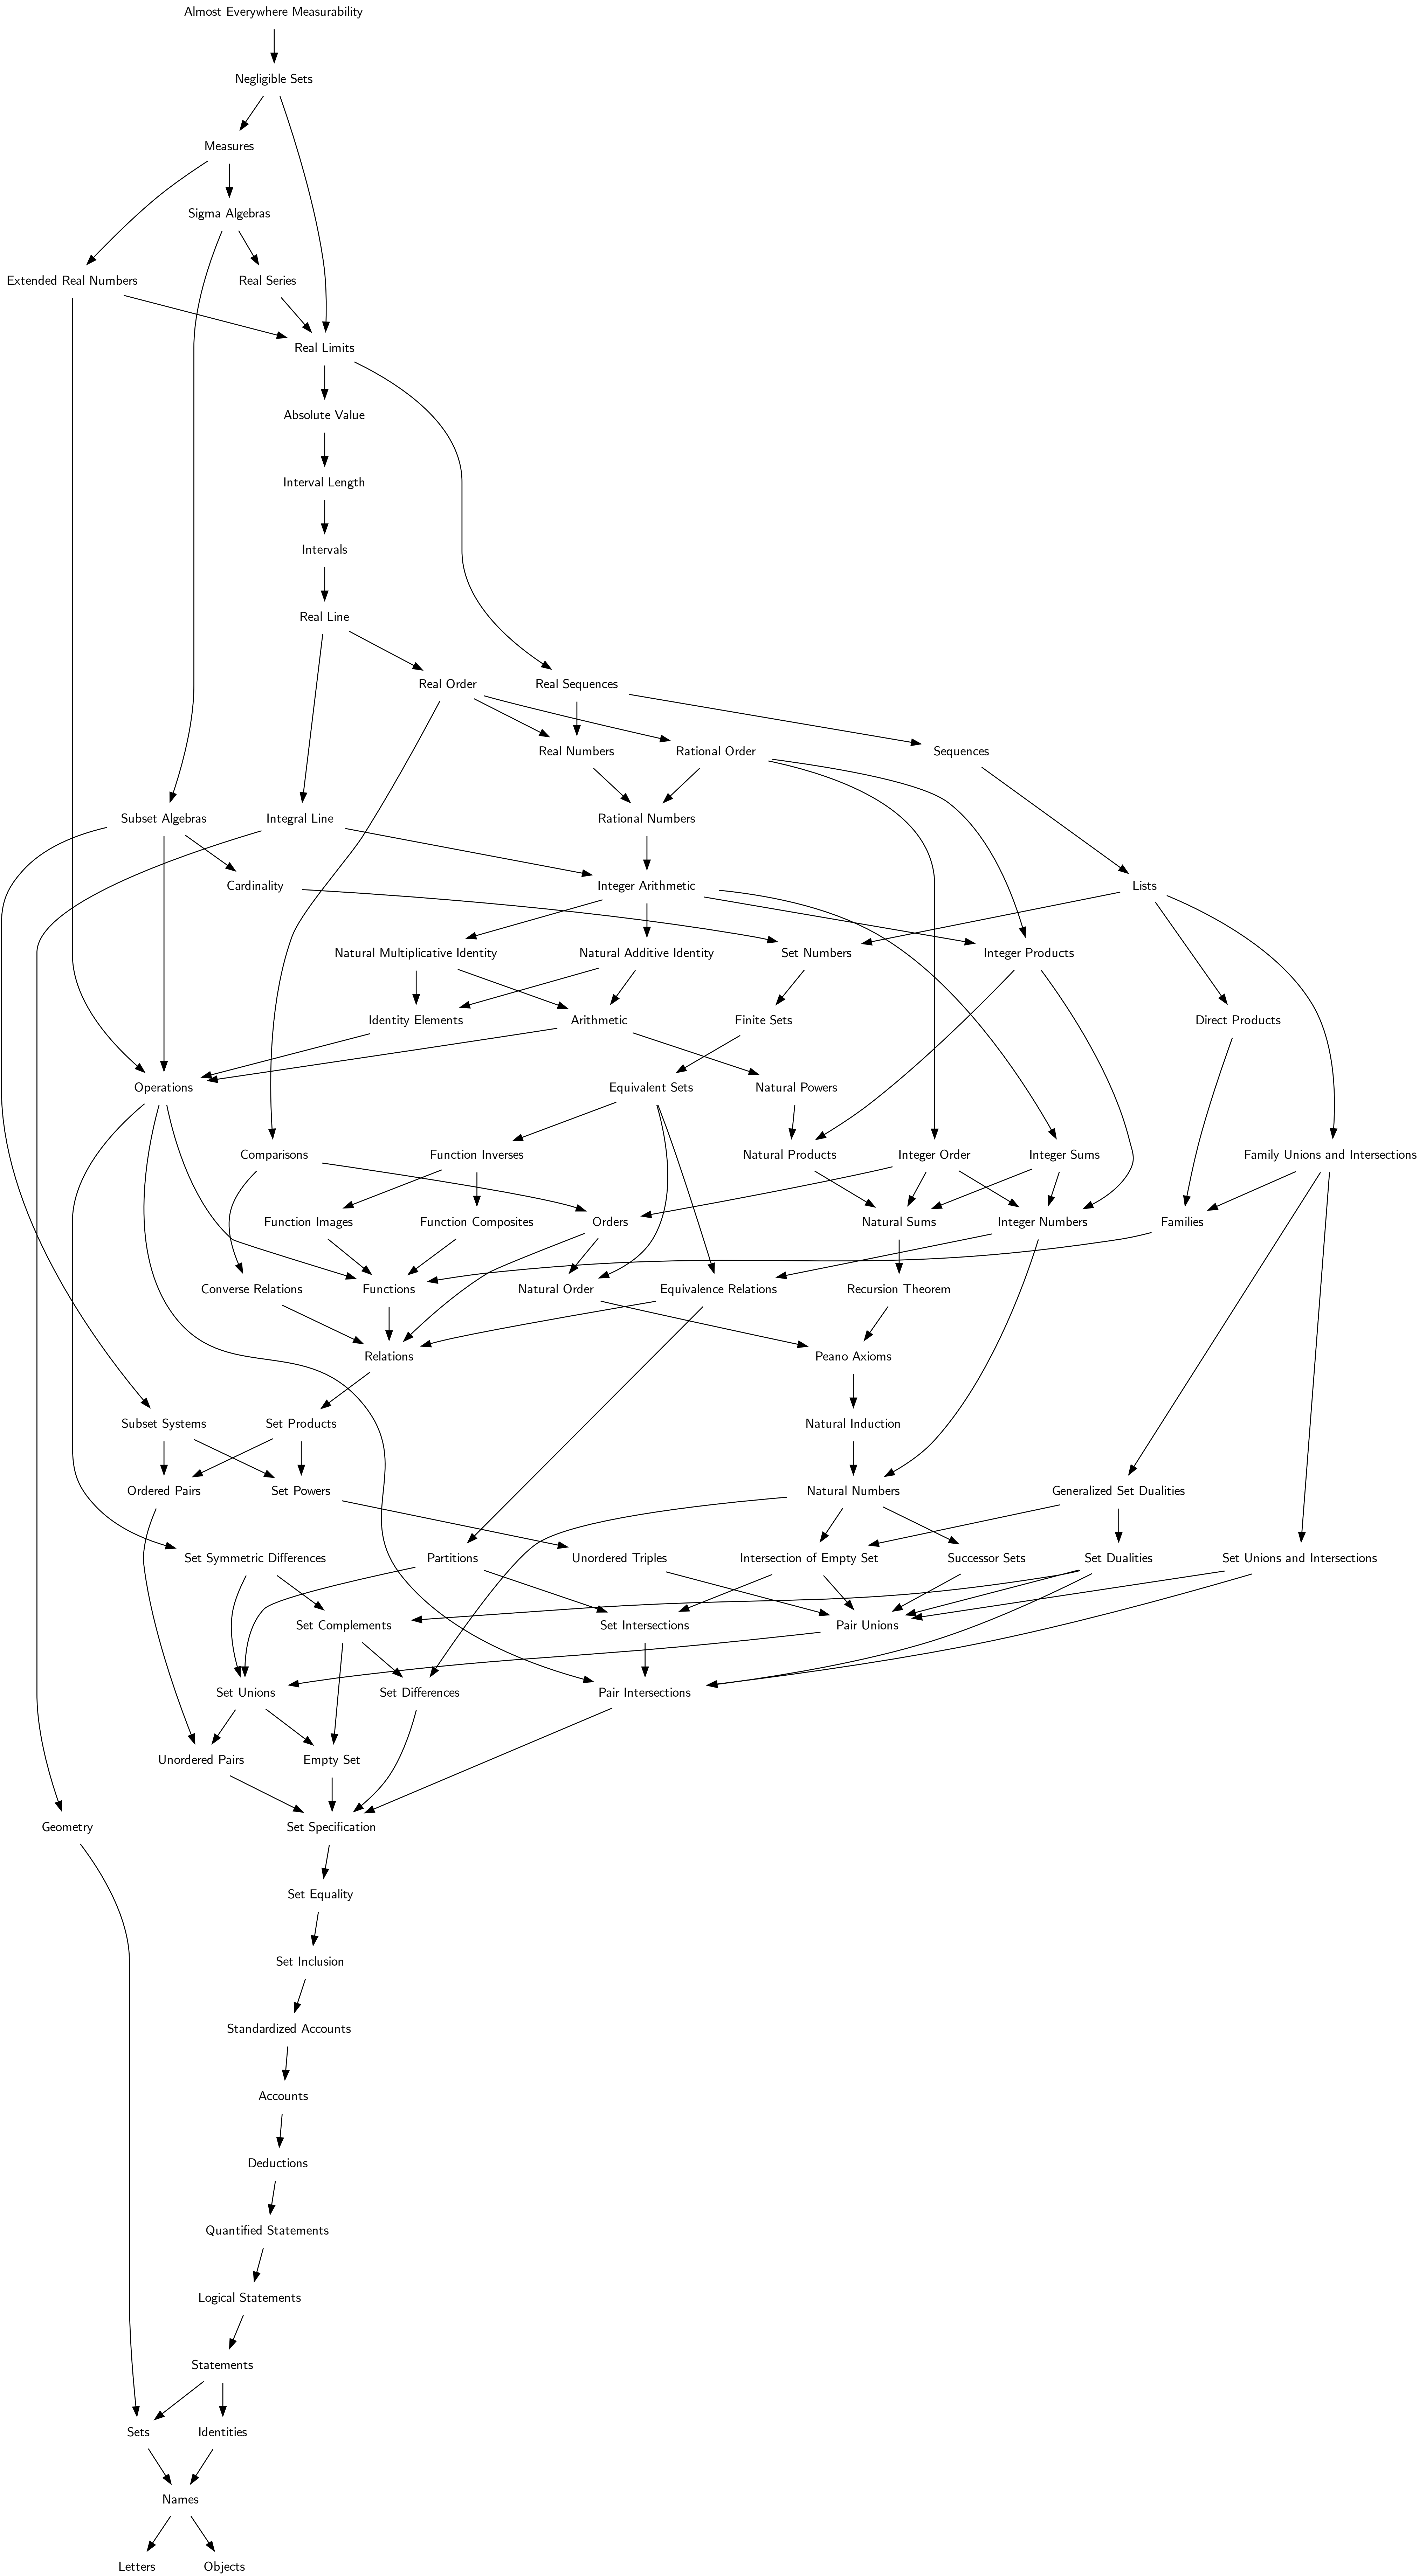 Almost Everywhere Measurability
Negligible Sets
Measures
Sigma Algebras
Extended Real Numbers
Real Series
Real Limits
Absolute Value
Interval Length
Intervals
Real Line
Real Order
Real Sequences
Real Numbers
Rational Order
Sequences
Subset Algebras
Integral Line
Rational Numbers
Cardinality
Integer Arithmetic
Lists
Natural Multiplicative Identity
Natural Additive Identity
Set Numbers
Integer Products
Identity Elements
Arithmetic
Finite Sets
Direct Products
Operations
Equivalent Sets
Natural Powers
Comparisons
Function Inverses
Natural Products
Integer Order
Integer Sums
Family Unions and Intersections
Function Images
Function Composites
Orders
Natural Sums
Integer Numbers
Families
Converse Relations
Functions
Natural Order
Equivalence Relations
Recursion Theorem
Relations
Peano Axioms
Subset Systems
Set Products
Natural Induction
Ordered Pairs
Set Powers
Natural Numbers
Generalized Set Dualities
Set Symmetric Differences
Partitions
Unordered Triples
Intersection of Empty Set
Successor Sets
Set Dualities
Set Unions and Intersections
Set Complements
Set Intersections
Pair Unions
Set Unions
Set Differences
Pair Intersections
Unordered Pairs
Empty Set
Geometry
Set Specification
Set Equality
Set Inclusion
Standardized Accounts
Accounts
Deductions
Quantified Statements
Logical Statements
Statements
Sets
Identities
Names
Letters
Objects